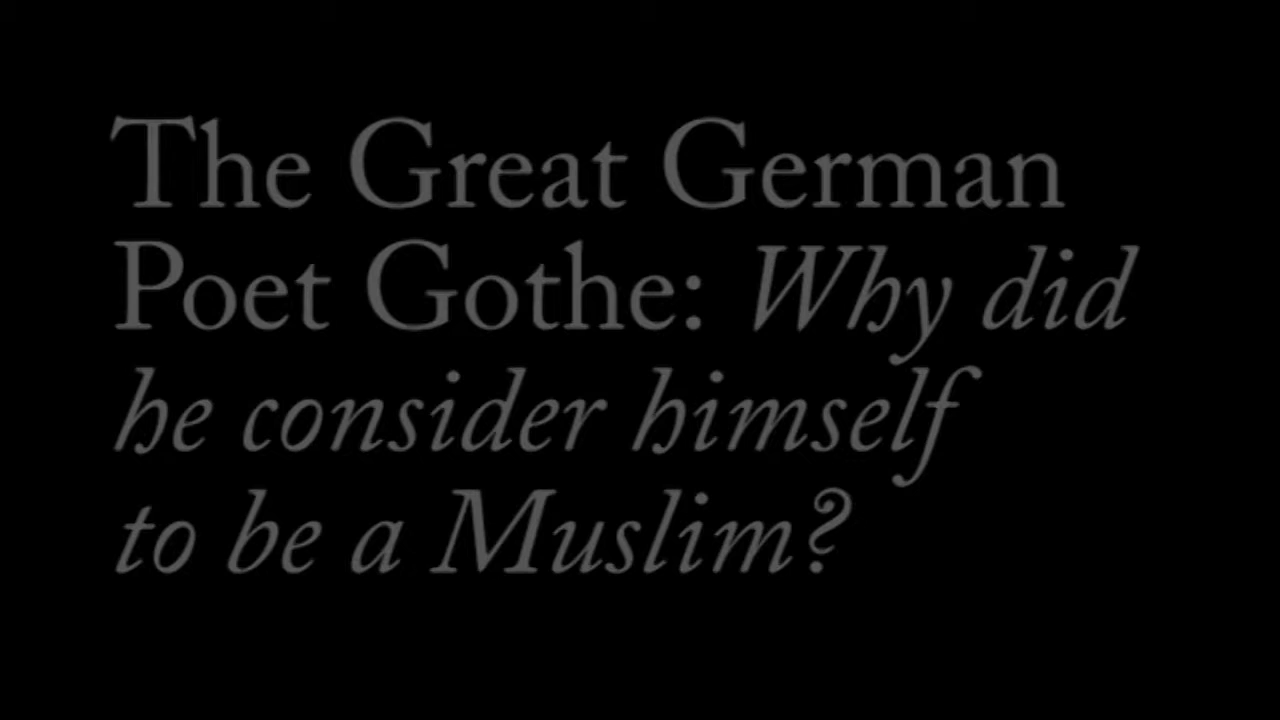 The Great German
Poet Gothe: Why did
he consider himself
to be a Muslim?